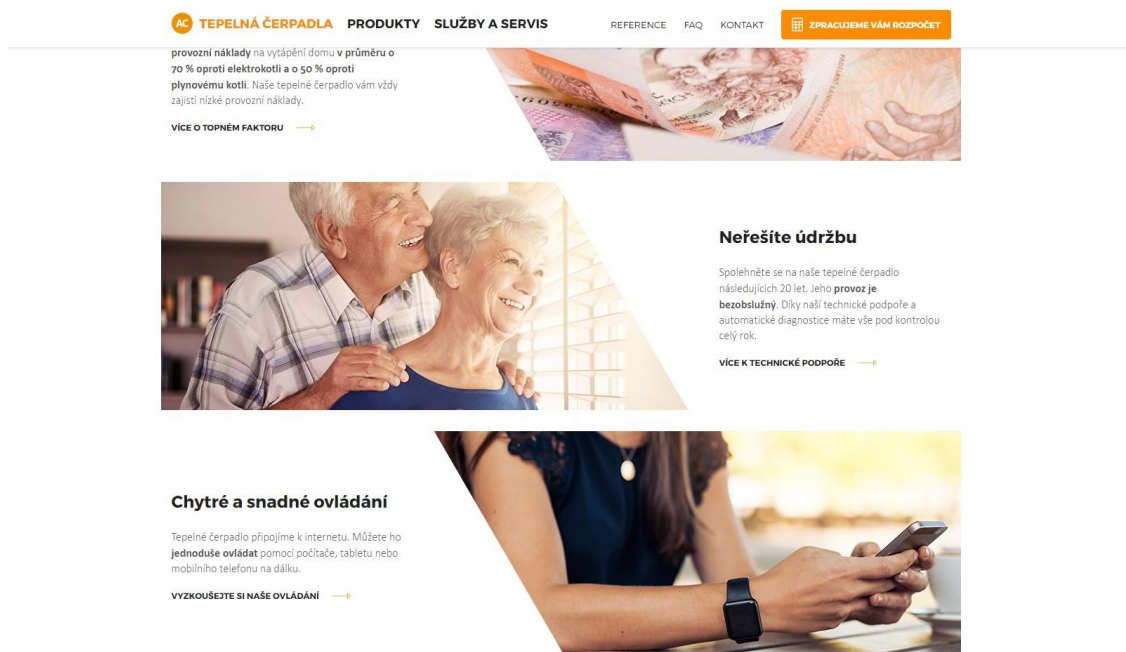 AC TEPELNÁ ČERPADLA PRODUKTY SLUŽBY A SERVIS REFERENCE FAQ KONTAKT ZPRACUJEME VÁM ROZPOČET
provozní náklady na vytápění domu v průměru o
70 % oproti elektrokotli a o 50 % oproti
plynovému kotli. Naše tepelné čerpadlo vám vždy
zajistí nízké provozní náklady.
VÍCE O TOPNÉM FAKTORU
Neřešíte údržbu
Spolehněte se na naše tepelné čerpadlo
následujících 20 let. Jeho provoz je
bezobslužný. Díky naší technické podpoře a
automatické diagnostice máte vše pod kontrolou
celý rok.
VÍCE K TECHNICKÉ PODPOŘE
Chytré a snadné ovládání
Tepelné čerpadlo připojíme k internetu. Můžete ho
jednoduše ovládat pomocí počítače, tabletu nebo
mobilního telefonu na dálku.
VYZKOUŠEJTE SI NAŠE OVLÁDÁNÍ